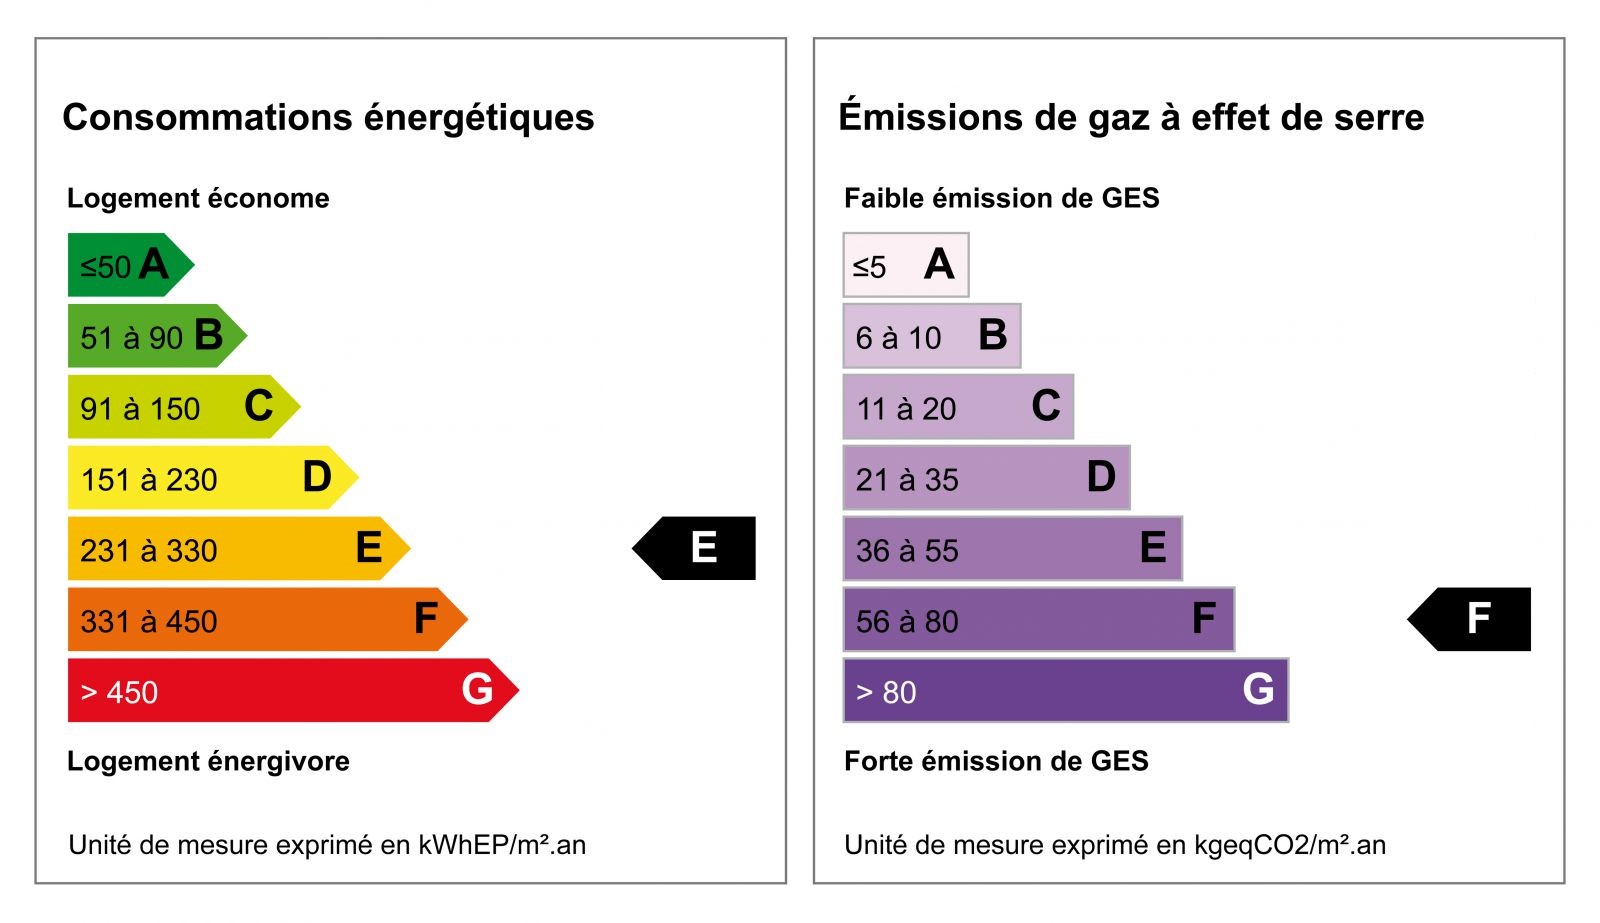 Consommations énergétiques
Logement économe
≤50 A
51 à 90 B
91 à 150 C
151 à 230 D
231 à 330 E
E
331 à 450 F
> 450 G
Logement énergivore
Unité de mesure exprimé en kWhEP/m².an
Émissions de gaz à effet de serre
Faible émission de GES
≤5 A
6 à 10 B
11 à 20 C
21 à 35 D
36 à 55 E
56 à 80 F
F
> 80 G
Forte émission de GES
Unité de mesure exprimé en kgeqCO2/m².an